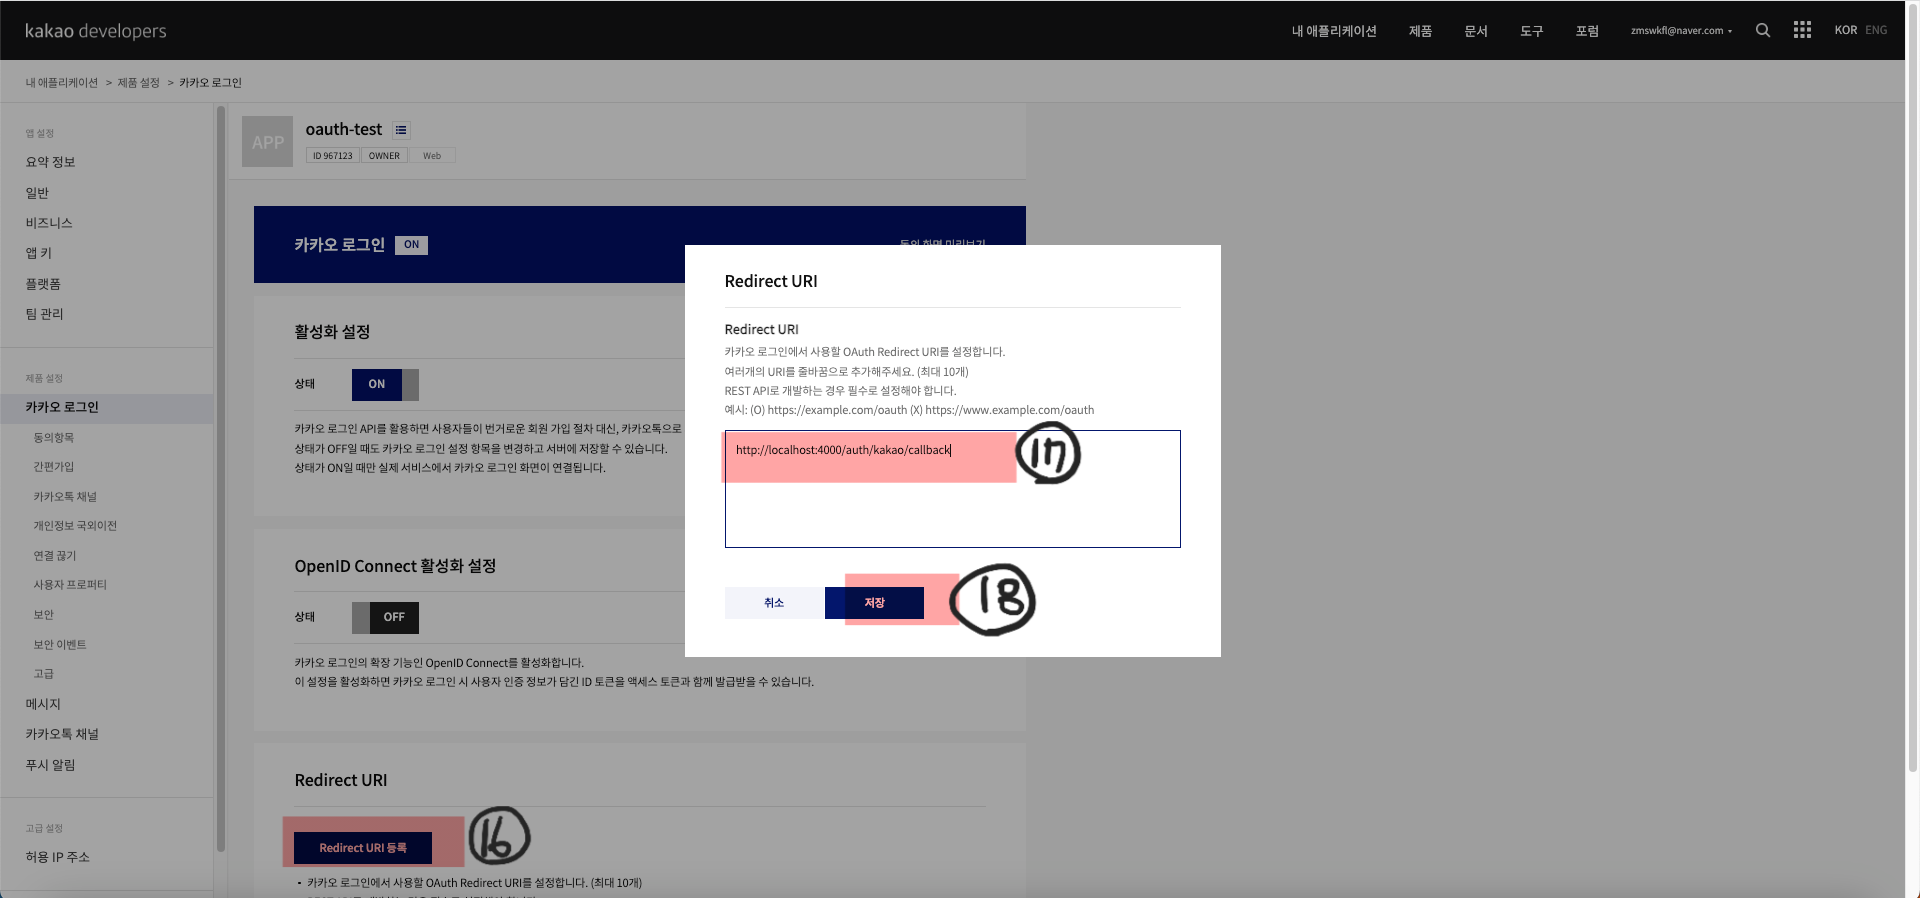 kakao developers
내 애플리케이션 제품 문서 도구 포럼 zmswkfl@naver.com KOR ENG
내 애플리케이션 > 제품 설정 > 카카오 로그인
앱 설정
요약 정보
일반
비즈니스
앱 키
플랫폼
팀 관리
제품 설정
카카오 로그인
동의항목
간편가입
카카오톡 채널
개인정보 국외이전
연결 끊기
사용자 프로퍼티
보안
보안 이벤트
고급
메시지
카카오톡 채널
푸시 알림
고급 설정
허용 IP 주소
APP
oauth-test
ID 967123 OWNER Web
카카오 로그인 ON
동의 화면 미리보기
활성화 설정
상태 ON
카카오 로그인 API를 활용하면 사용자들이 번거로운 회원 가입 절차 대신, 카카오톡으로
상태가 OFF일 때도 카카오 로그인 설정 항목을 변경하고 서버에 저장할 수 있습니다.
상태가 ON일 때만 실제 서비스에서 카카오 로그인 화면이 연결됩니다.
OpenID Connect 활성화 설정
상태 OFF
카카오 로그인의 확장 기능인 OpenID Connect를 활성화합니다.
이 설정을 활성화하면 카카오 로그인 시 사용자 인증 정보가 담긴 ID 토큰을 액세스 토큰과 함께 발급받을 수 있습니다.
Redirect URI
Redirect URI 등록 16
• 카카오 로그인에서 사용할 OAuth Redirect URI를 설정합니다. (최대 10개)
Redirect URI
Redirect URI
카카오 로그인에서 사용할 OAuth Redirect URI를 설정합니다.
여러개의 URI를 줄바꿈으로 추가해주세요. (최대 10개)
REST API로 개발하는 경우 필수로 설정해야 합니다.
예시: (O) https://example.com/oauth (X) https://www.example.com/oauth
http://localhost:4000/auth/kakao/callback 17
취소 저장 18